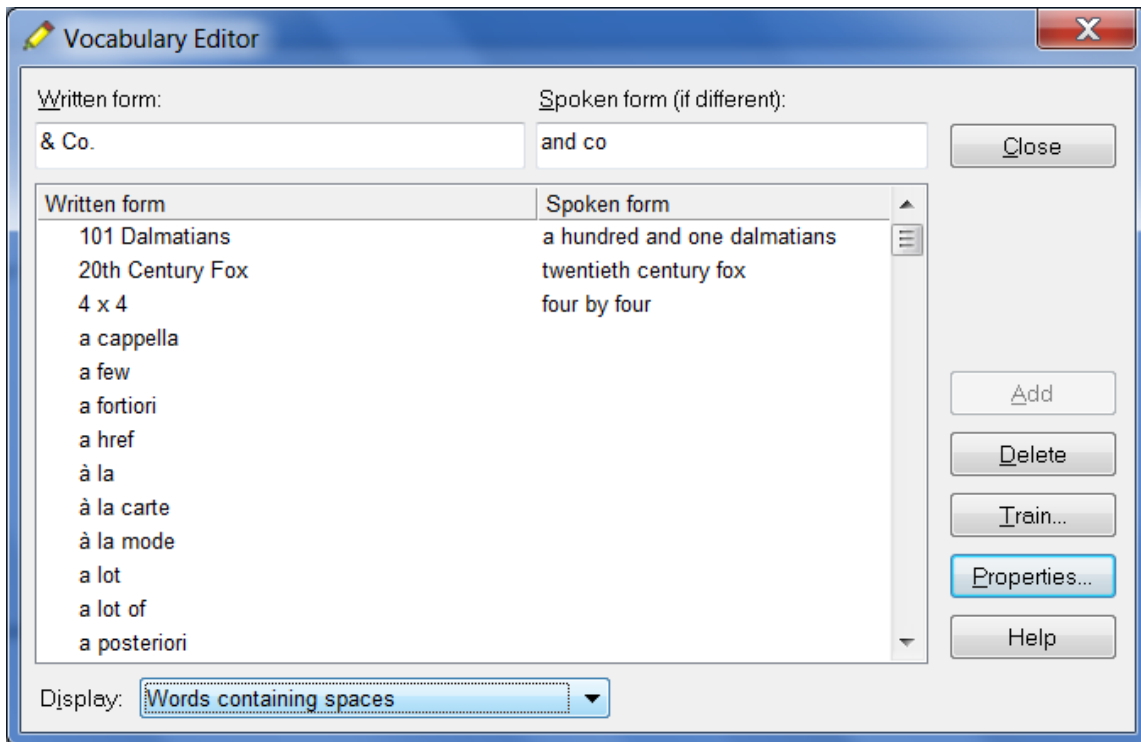 Vocabulary Editor
Written form: Spoken form (if different):
& Co. and co Close
Written form Spoken form
101 Dalmatians a hundred and one dalmatians
20th Century Fox twentieth century fox
4 x 4 four by four
a cappella
a few
a fortiori Add
a href
à la Delete
à la carte Train...
à la mode
a lot Properties...
a lot of
a posteriori Help
Display: Words containing spaces